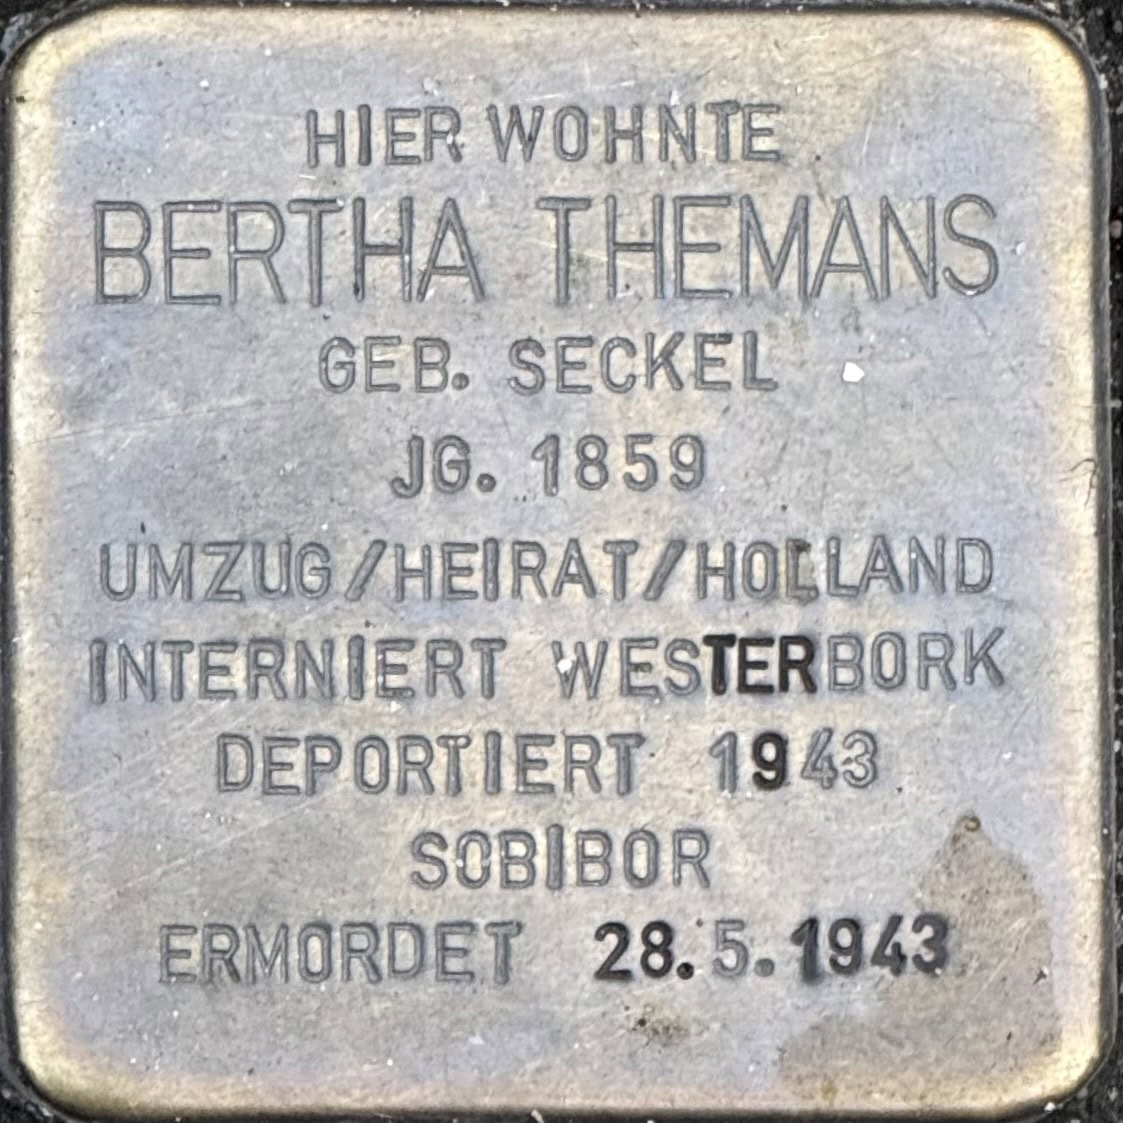 HIER WOHNTE
BERTHA THEMANS
GEB. SECKEL
JG. 1859
UMZUG/HEIRAT/HOLLAND
INTERNIERT WESTERBORK
DEPORTIERT 1943
SOBIBOR
ERMORDET 28.5.1943